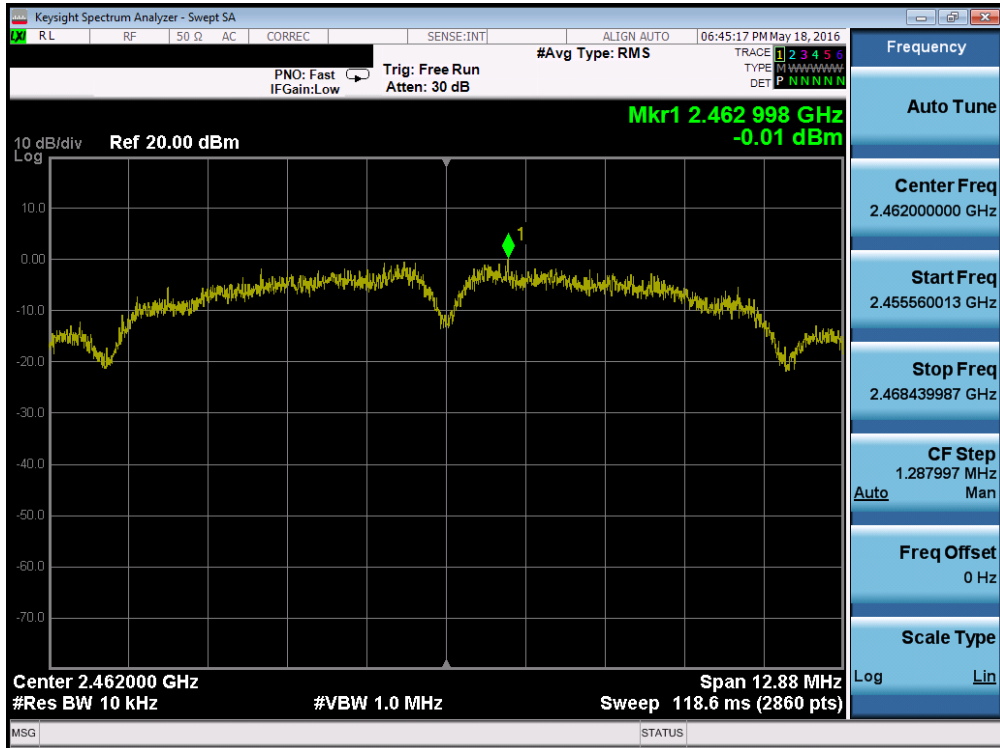 Keysight Spectrum Analyzer - Swept SA
LXI RL RF 50 Ω AC CORREC SENSE:INT ALIGN AUTO 06:45:17 PM May 18, 2016
PNO: Fast
IFGain:Low
Trig: Free Run
Atten: 30 dB
#Avg Type: RMS
TRACE 1 2 3 4 5 6
TYPE M W W W W W
DET P N N N N N
Mkr1 2.462 998 GHz
-0.01 dBm
10 dB/div Ref 20.00 dBm
Log
10.0
0.00
-10.0
-20.0
-30.0
-40.0
-50.0
-60.0
-70.0
1
Center 2.462000 GHz Span 12.88 MHz
#Res BW 10 kHz #VBW 1.0 MHz Sweep 118.6 ms (2860 pts)
MSG STATUS
Frequency
Auto Tune
Center Freq
2.462000000 GHz
Start Freq
2.455560013 GHz
Stop Freq
2.468439987 GHz
CF Step
1.287997 MHz
Auto Man
Freq Offset
0 Hz
Scale Type
Log Lin